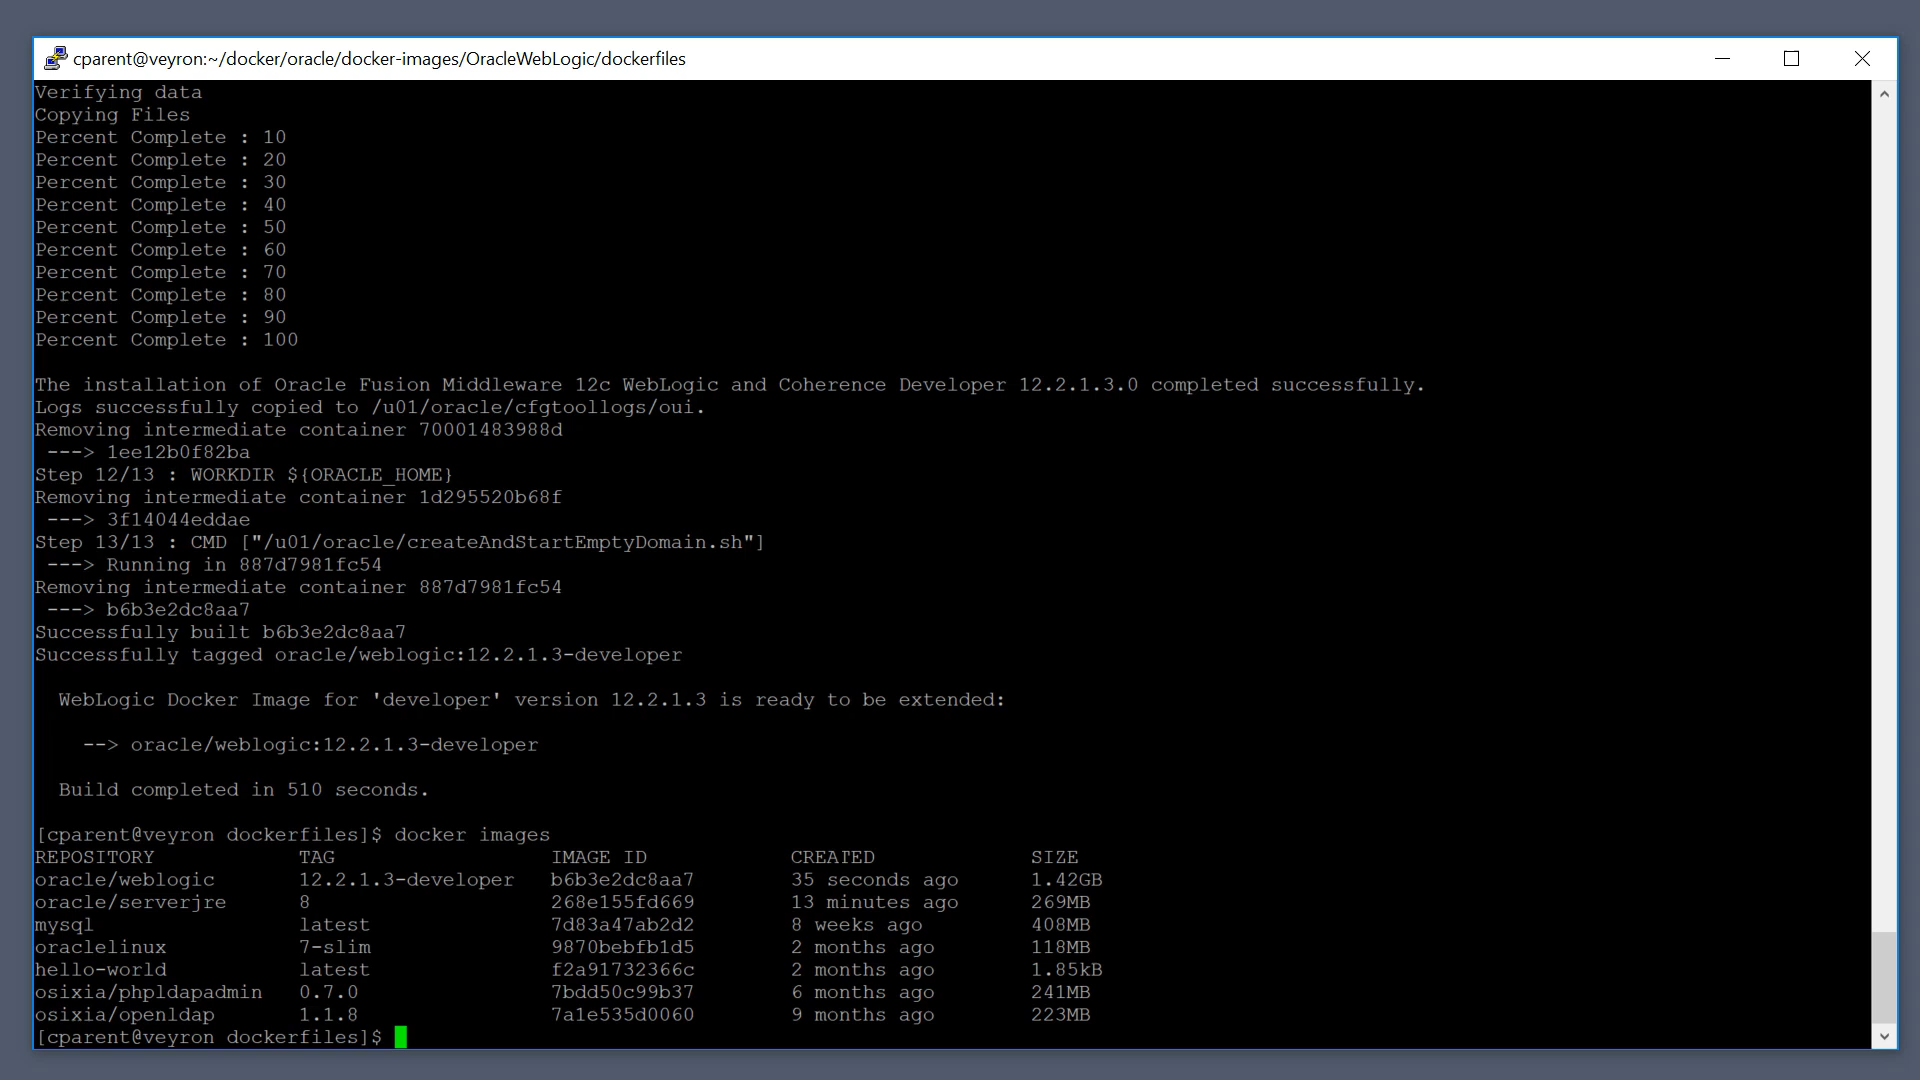 cparent@veyron:~/docker/oracle/docker-images/OracleWebLogic/dockerfiles
Verifying data
Copying Files
Percent Complete : 10
Percent Complete : 20
Percent Complete : 30
Percent Complete : 40
Percent Complete : 50
Percent Complete : 60
Percent Complete : 70
Percent Complete : 80
Percent Complete : 90
Percent Complete : 100
The installation of Oracle Fusion Middleware 12c WebLogic and Coherence Developer 12.2.1.3.0 completed successfully.
Logs successfully copied to /u01/oracle/cfgtoollogs/oui.
Removing intermediate container 70001483988d
 ---> 1ee12b0f82ba
Step 12/13 : WORKDIR ${ORACLE_HOME}
Removing intermediate container 1d295520b68f
 ---> 3f14044eddae
Step 13/13 : CMD ["/u01/oracle/createAndStartEmptyDomain.sh"]
 ---> Running in 887d7981fc54
Removing intermediate container 887d7981fc54
 ---> b6b3e2dc8aa7
Successfully built b6b3e2dc8aa7
Successfully tagged oracle/weblogic:12.2.1.3-developer
  WebLogic Docker Image for 'developer' version 12.2.1.3 is ready to be extended:
    --> oracle/weblogic:12.2.1.3-developer
  Build completed in 510 seconds.
[cparent@veyron dockerfiles]$ docker images
REPOSITORY            TAG                  IMAGE ID            CREATED             SIZE
oracle/weblogic       12.2.1.3-developer   b6b3e2dc8aa7        35 seconds ago      1.42GB
oracle/serverjre      8                    268e155fd669        13 minutes ago      269MB
mysql                 latest               7d83a47ab2d2        8 weeks ago         408MB
oraclelinux           7-slim               9870bebfb1d5        2 months ago        118MB
hello-world           latest               f2a91732366c        2 months ago        1.85kB
osixia/phpldapadmin   0.7.0                7bdd50c99b37        6 months ago        241MB
osixia/openldap       1.1.8                7a1e535d0060        9 months ago        223MB
[cparent@veyron dockerfiles]$